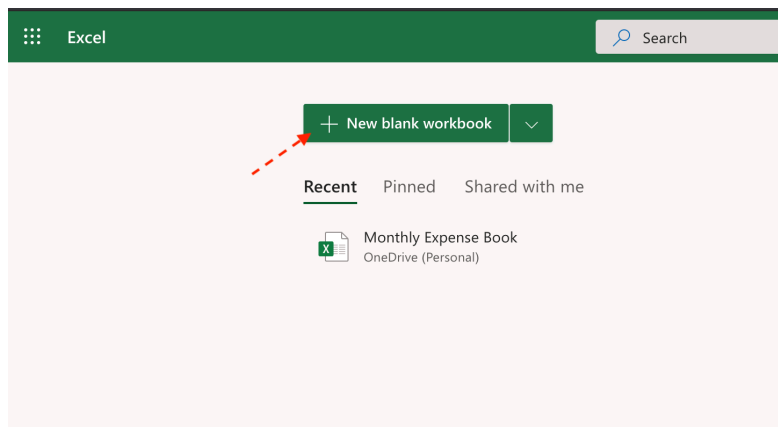 Excel
Search
New blank workbook
Recent Pinned Shared with me
X
Monthly Expense Book
OneDrive (Personal)